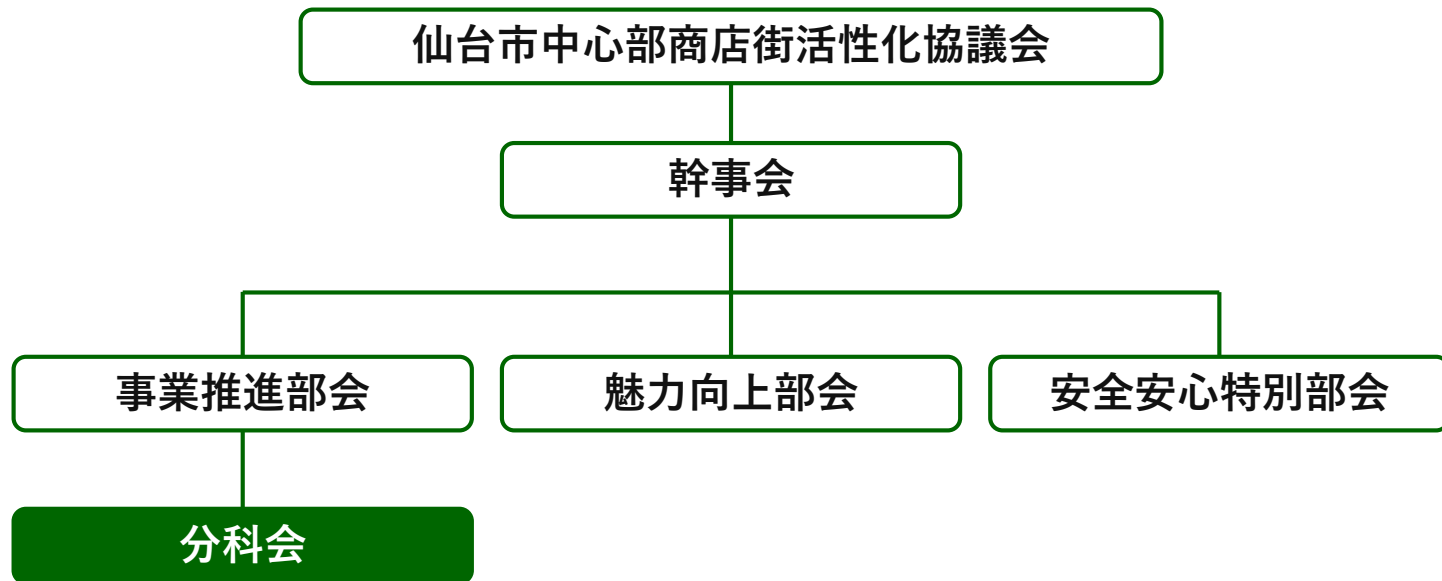 仙台市中心部商店街活性化協議会
幹事会
事業推進部会
魅力向上部会
安全安心特別部会
分科会